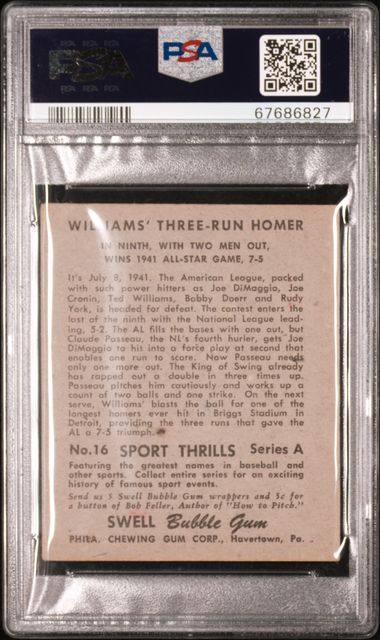 PSA
PSA
67686827
WILLIAMS' THREE-RUN HOMER
IN NINTH, WITH TWO MEN OUT,
WINS 1941 ALL-STAR GAME, 7-5
It's July 8, 1941. The American League, packed
with such power hitters as Joe DiMaggio, Joe
Cronin, Ted Williams, Bobby Doerr and Rudy
York, is headed for defeat. The contest enters the
last of the ninth with the National League lead-
ing, 5-2. The AL fills the bases with one out, but
Claude Passeau, the NL's fourth hurler, gets Joe
DiMaggio to hit into a force play at second that
enables one run to score. Now Passeau needs
only one more out. The King of Swing already
has rapped out a double in three times up.
Passeau pitches him cautiously and works up a
count of two balls and one strike. On the next
serve, Williams' blasts the ball for one of the
longest homers ever hit in Briggs Stadium in
Detroit, providing the three runs that gave the
AL a 7-5 triumph.
No.16 SPORT THRILLS Series A
Featuring the greatest names in baseball and
other sports. Collect entire series for an exciting
history of famous sport events.
Send us 5 Swell Bubble Gum wrappers and 5c for
a button of Bob Feller, Author of "How to Pitch."
SWELL Bubble Gum
PHILA. CHEWING GUM CORP., Havertown, Pa.